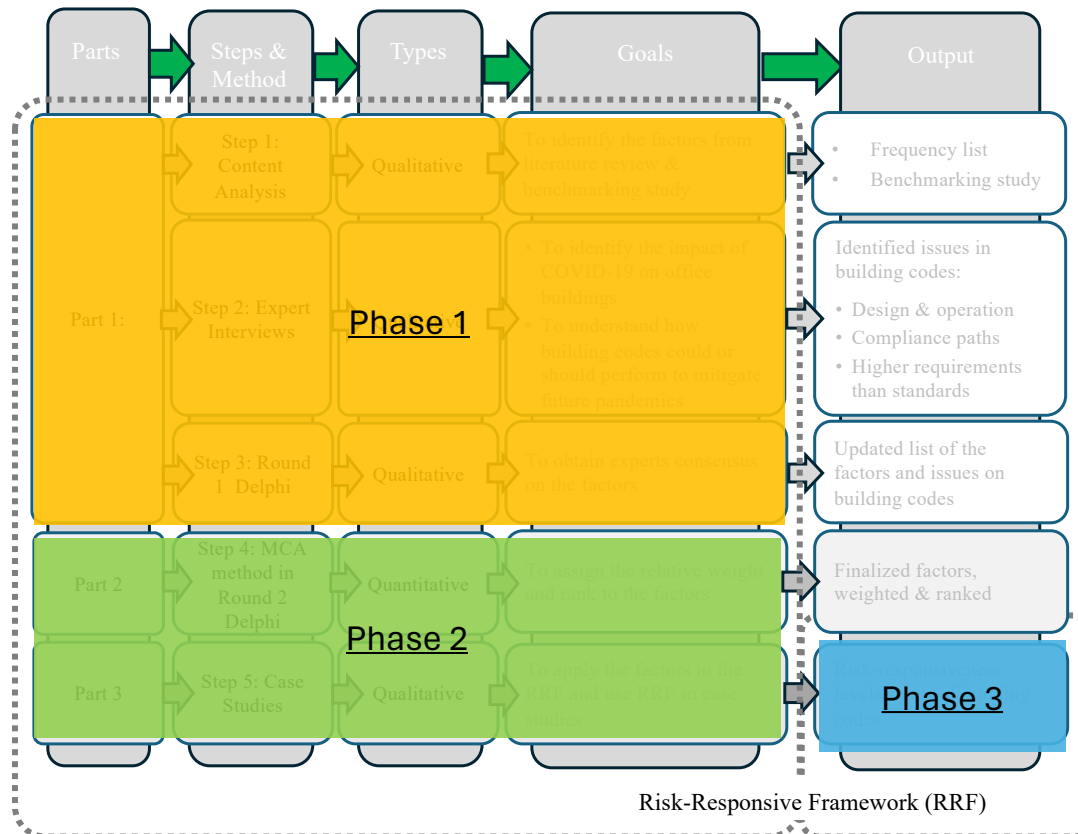 Parts
Steps &
Method
Types
Goals
Output
Step 1:
Content
Analysis
Qualitative
To identify the factors from
literature review &
benchmarking study
• Frequency list
• Benchmarking study
Part 1:
Step 2: Expert
Interviews
Phase 1
• To identify the impact of
COVID-19 on office
buildings
• To understand how
building codes could or
should perform to mitigate
future pandemics
Identified issues in
building codes:
• Design & operation
• Compliance paths
• Higher requirements
than standards
Step 3: Round
1 Delphi
Qualitative
To obtain experts consensus
on the factors
Updated list of the
factors and issues on
building codes
Part 2
Step 4: MCA
method in
Round 2
Delphi
Quantitative
To assign the relative weight
and rank to the factors
Finalized factors,
weighted & ranked
Phase 2
Part 3
Step 5: Case
Studies
Qualitative
To apply the factors to the
RRF and use RRF in case
studies
Phase 3
Risk-Responsive Framework (RRF)